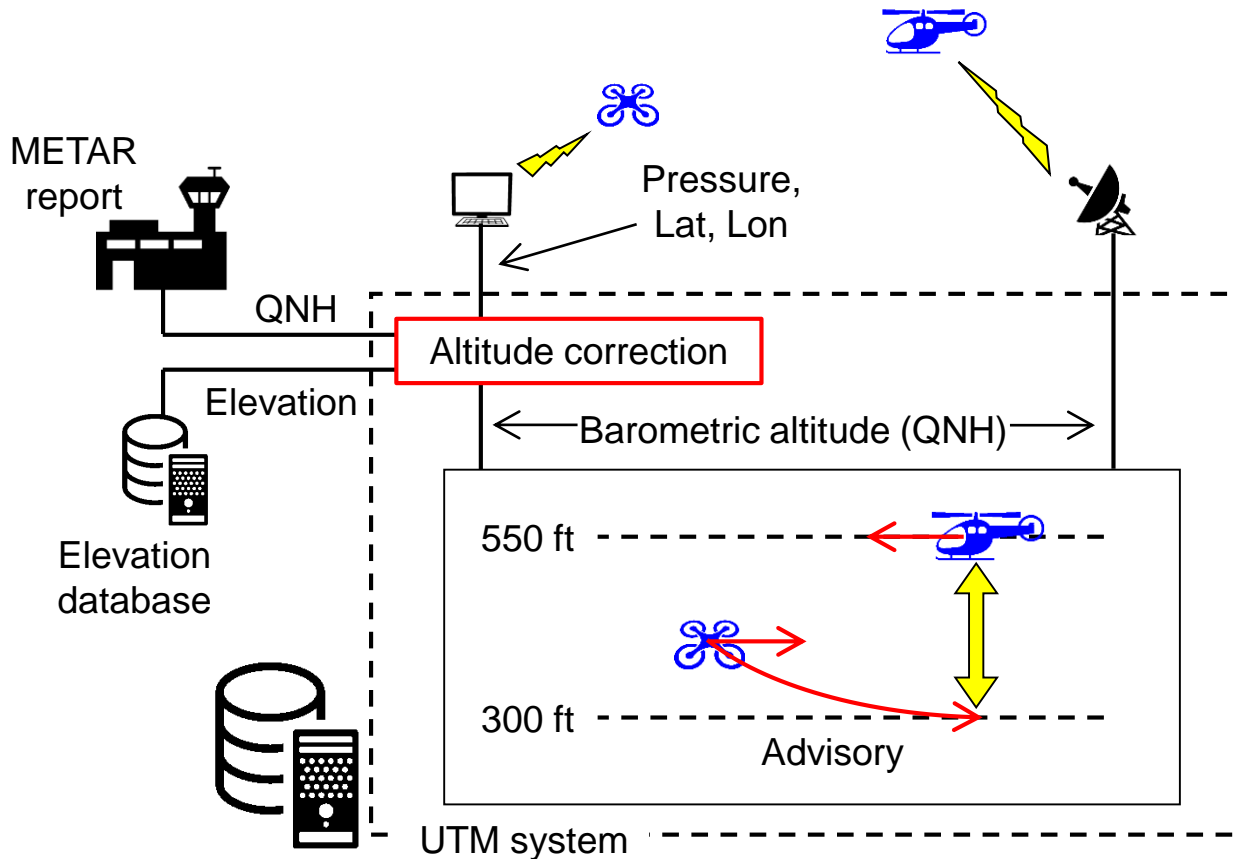 METAR
report
Pressure,
Lat, Lon
QNH
Altitude correction
Elevation
Barometric altitude (QNH)
Elevation
database
550 ft
300 ft
Advisory
UTM system